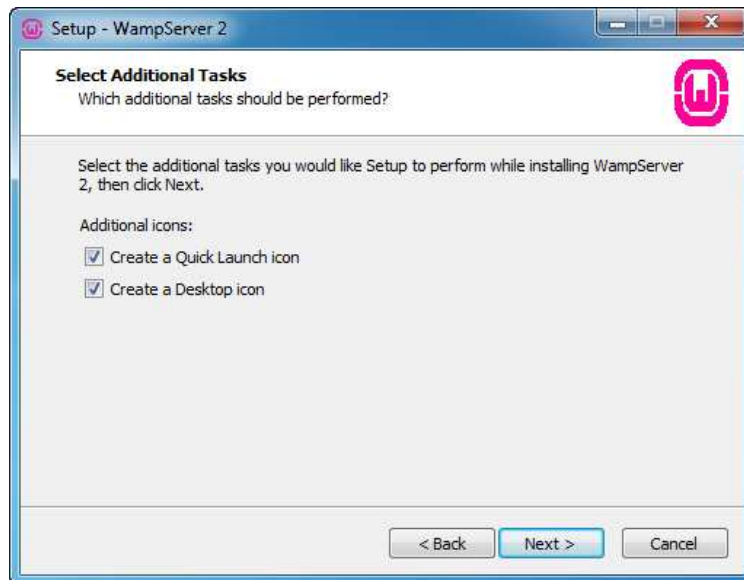 Setup - WampServer 2
Select Additional Tasks
Which additional tasks should be performed?
Select the additional tasks you would like Setup to perform while installing WampServer
2, then click Next.
Additional icons:
Create a Quick Launch icon
Create a Desktop icon
< Back Next > Cancel